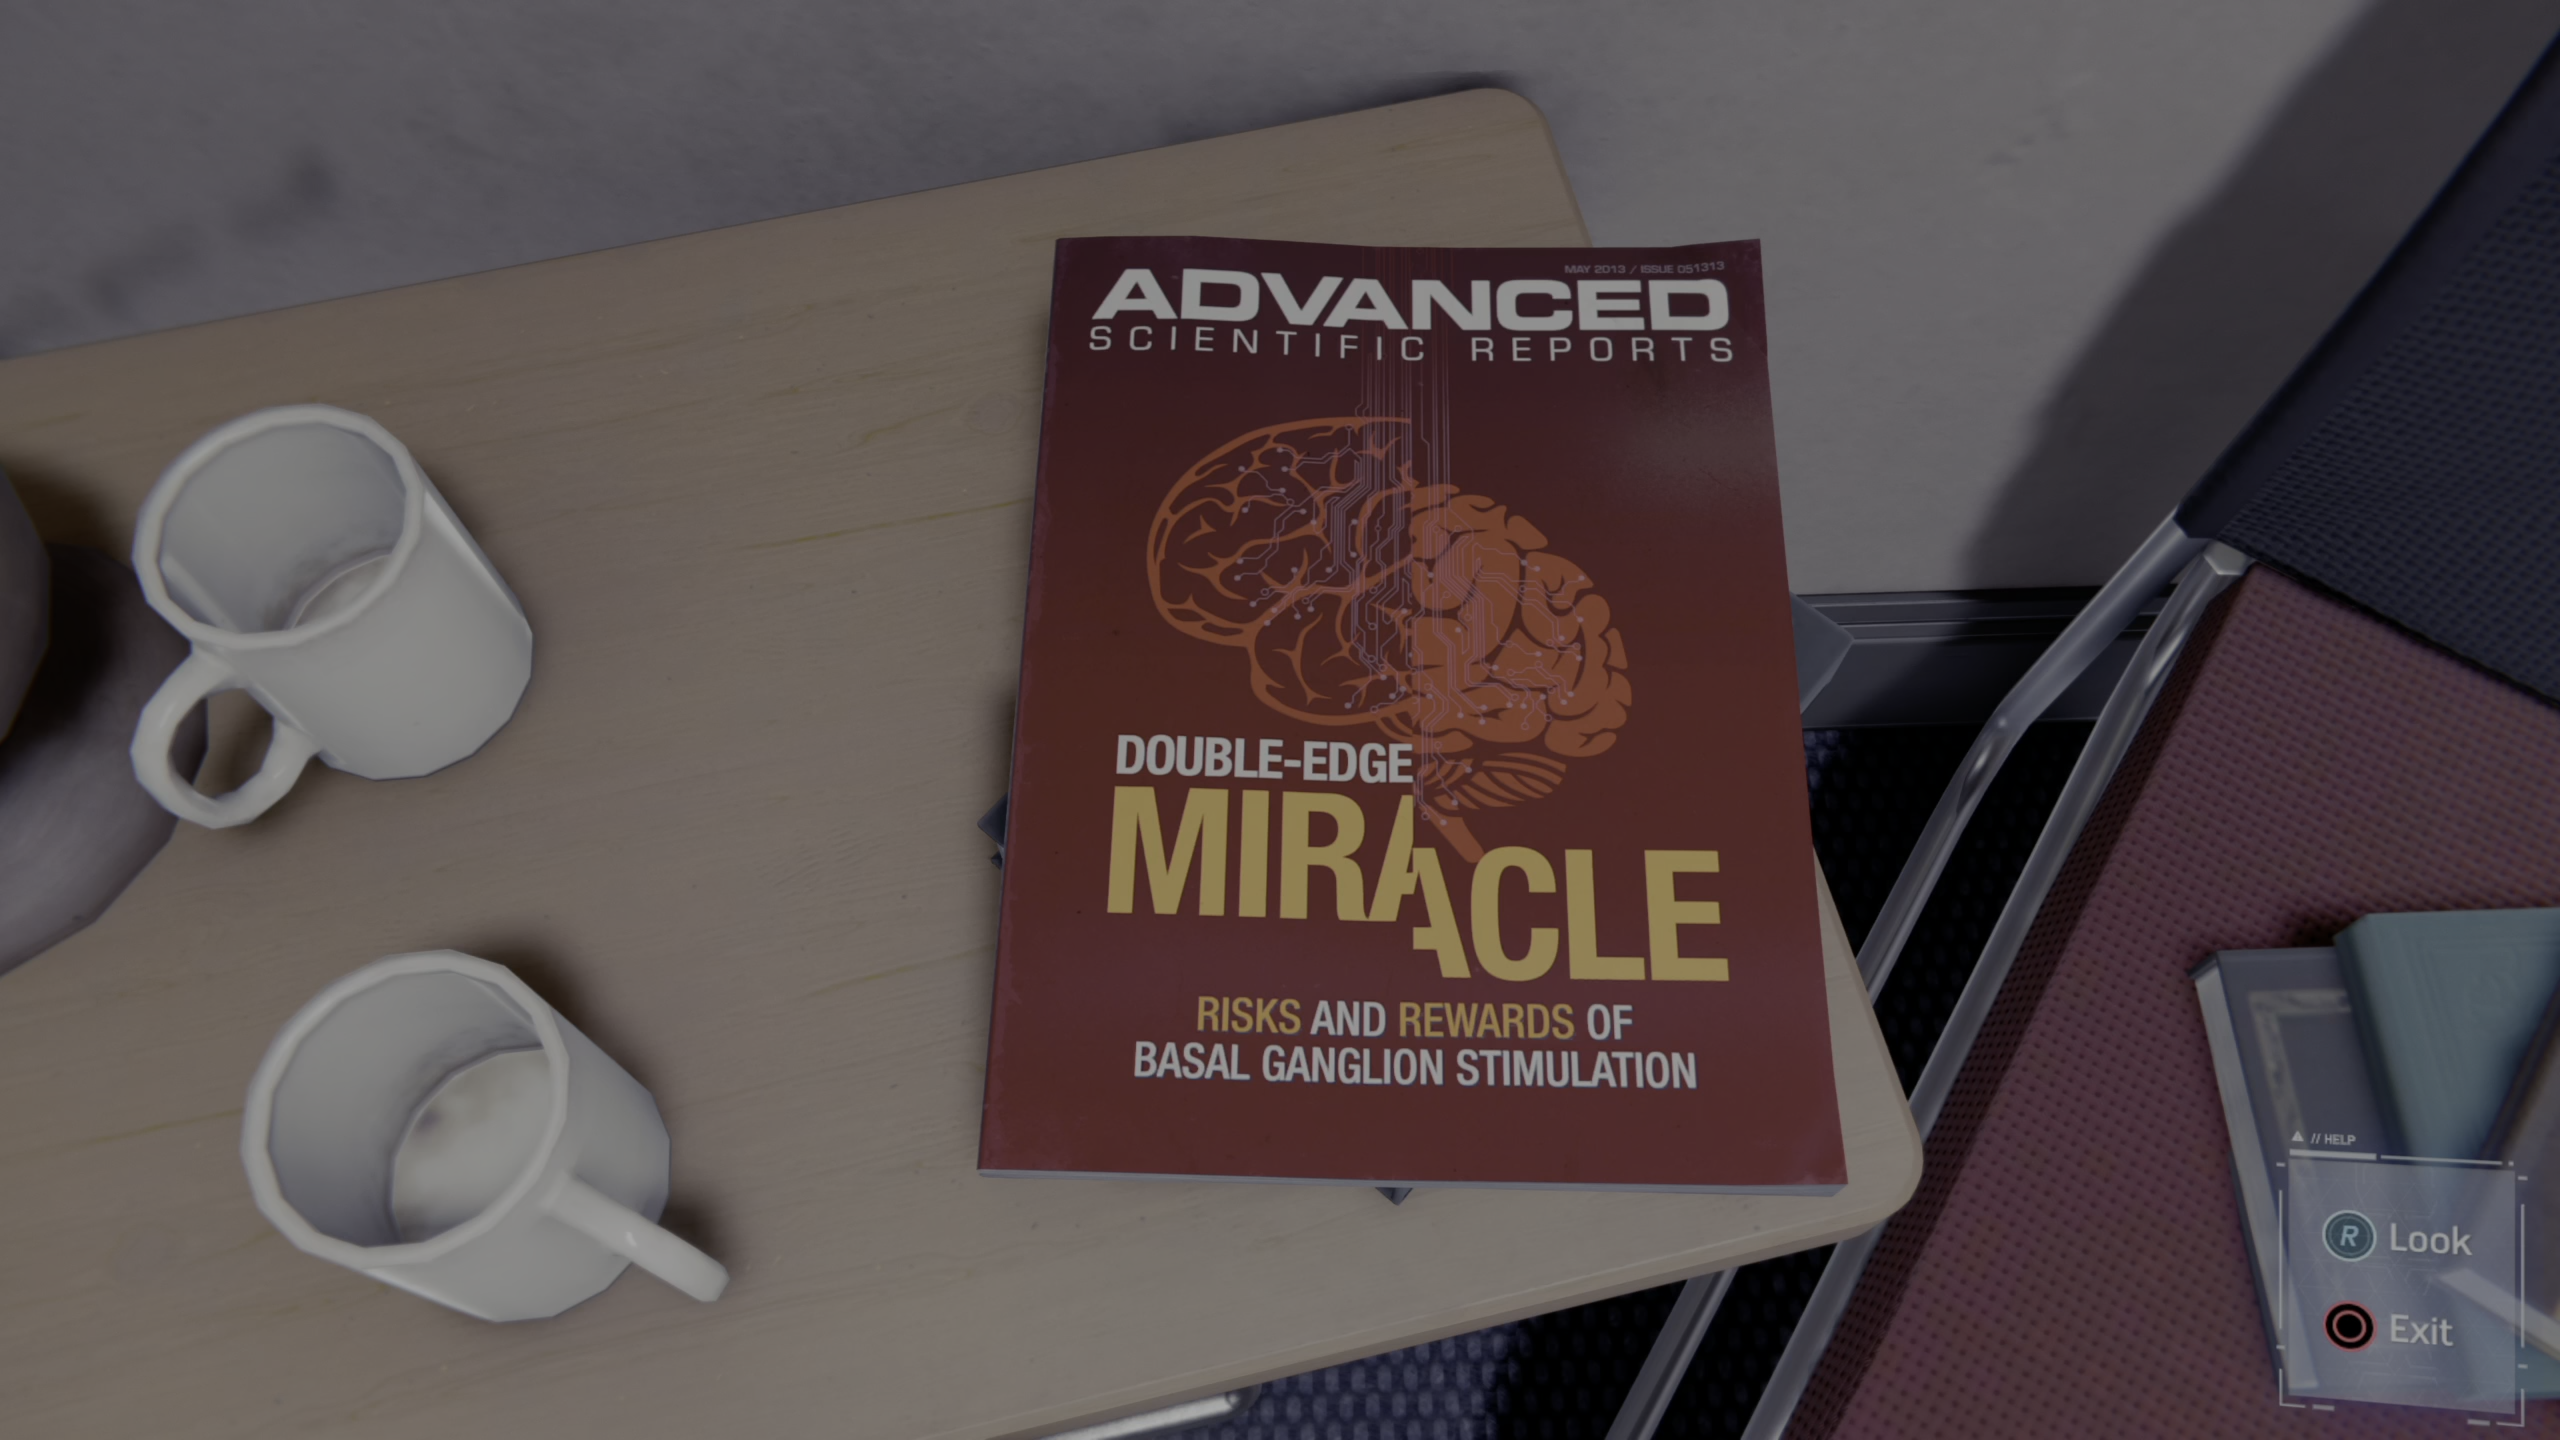 MAY 2013 / ISSUE 051313
ADVANCED
SCIENTIFIC REPORTS
DOUBLE-EDGE
MIRACLE
RISKS AND REWARDS OF
BASAL GANGLION STIMULATION
// HELP
R Look
Exit